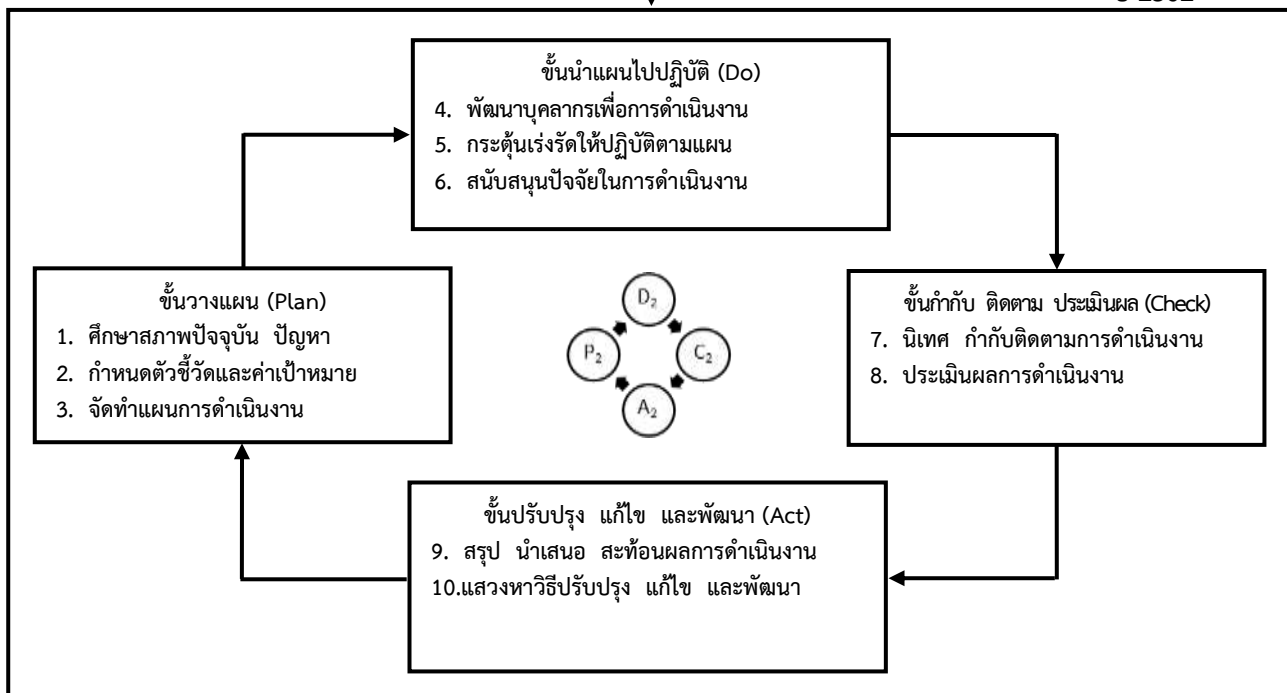 ขั้นนำแผนไปปฏิบัติ (Do)
4. พัฒนาบุคลากรเพื่อการดำเนินงาน
5. กระตุ้นเร่งรัดให้ปฏิบัติตามแผน
6. สนับสนุนปัจจัยในการดำเนินงาน
ขั้นวางแผน (Plan)
1. ศึกษาสภาพปัจจุบัน ปัญหา
2. กำหนดตัวชี้วัดและค่าเป้าหมาย
3. จัดทำแผนการดำเนินงาน
D₂
P₂
C₂
A₂
ขั้นกำกับ ติดตาม ประเมินผล (Check)
7. นิเทศ กำกับติดตามการดำเนินงาน
8. ประเมินผลการดำเนินงาน
ขั้นปรับปรุง แก้ไข และพัฒนา (Act)
9. สรุป นำเสนอ สะท้อนผลการดำเนินงาน
10.แสวงหาวิธีปรับปรุง แก้ไข และพัฒนา